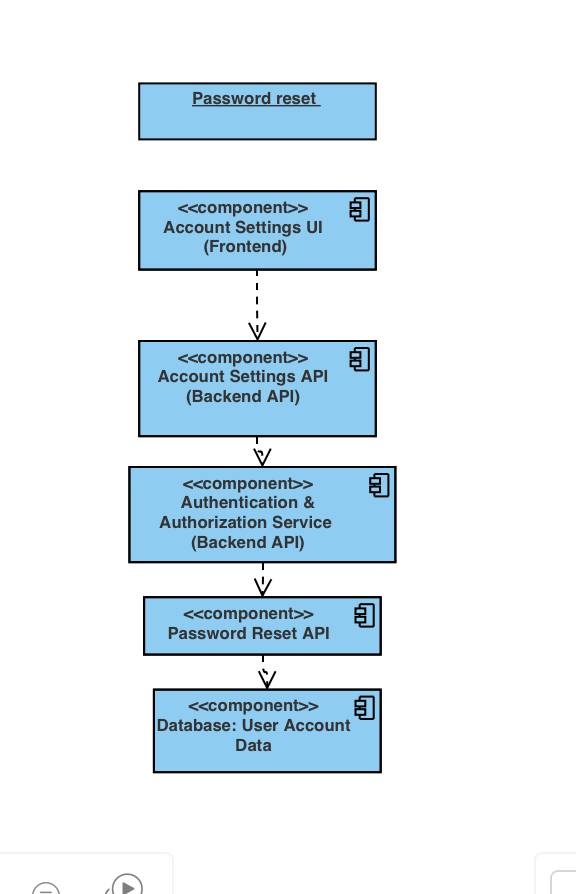 Password reset
<<component>>
Account Settings UI
(Frontend)
<<component>>
Account Settings API
(Backend API)
<<component>>
Authentication &
Authorization Service
(Backend API)
<<component>>
Password Reset API
<<component>>
Database: User Account
Data